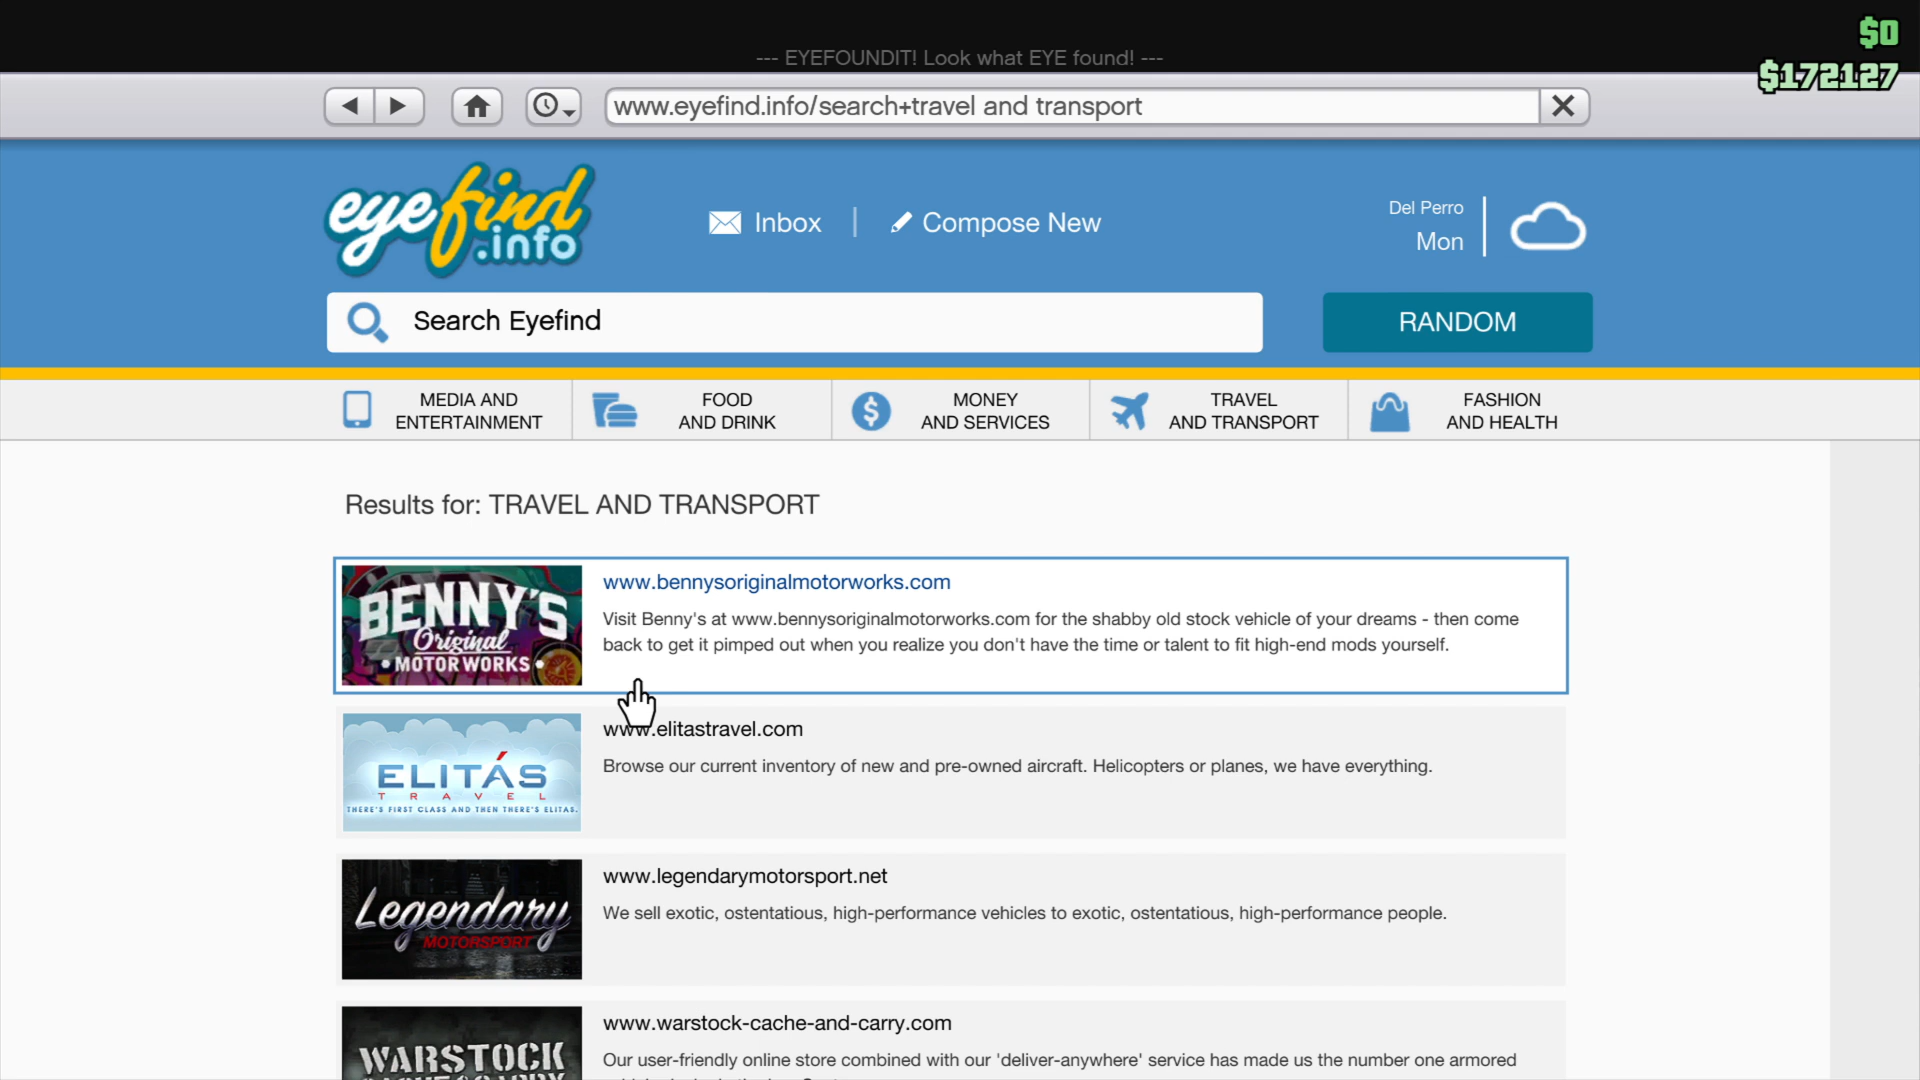 $0
--- EYEFOUNDIT! Look what EYE found! ---
$172127
www.eyefind.info/search+travel and transport
eyefind
.info
Inbox
Compose New
Del Perro
Mon
Search Eyefind
RANDOM
MEDIA AND
ENTERTAINMENT
FOOD
AND DRINK
MONEY
AND SERVICES
TRAVEL
AND TRANSPORT
FASHION
AND HEALTH
Results for: TRAVEL AND TRANSPORT
BENNY'S
Original
• MOTOR WORKS •
www.bennysoriginalmotorworks.com
Visit Benny's at www.bennysoriginalmotorworks.com for the shabby old stock vehicle of your dreams - then come
back to get it pimped out when you realize you don't have the time or talent to fit high-end mods yourself.
ELITÁS
TRAVEL
THERE'S FIRST CLASS AND THEN THERE'S ELITAS.
www.elitastravel.com
Browse our current inventory of new and pre-owned aircraft. Helicopters or planes, we have everything.
Legendary
MOTORSPORT
www.legendarymotorsport.net
We sell exotic, ostentatious, high-performance vehicles to exotic, ostentatious, high-performance people.
WARSTOCK
www.warstock-cache-and-carry.com
Our user-friendly online store combined with our 'deliver-anywhere' service has made us the number one armored